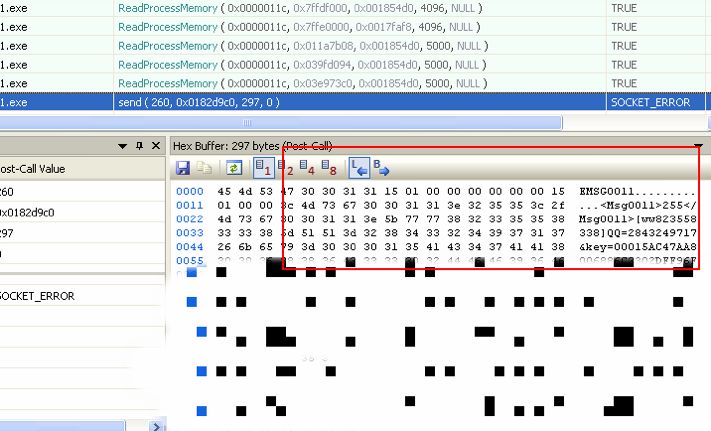 1.exe ReadProcessMemory ( 0x0000011c, 0x7ffdf000, 0x001854d0, 4096, NULL ) TRUE
1.exe ReadProcessMemory ( 0x0000011c, 0x7ffe0000, 0x0017faf8, 4096, NULL ) TRUE
1.exe ReadProcessMemory ( 0x0000011c, 0x011a7b08, 0x001854d0, 5000, NULL ) TRUE
1.exe ReadProcessMemory ( 0x0000011c, 0x039fd094, 0x001854d0, 5000, NULL ) TRUE
1.exe ReadProcessMemory ( 0x0000011c, 0x03e973c0, 0x001854d0, 5000, NULL ) TRUE
1.exe send ( 260, 0x0182d9c0, 297, 0 ) SOCKET_ERROR
Hex Buffer: 297 bytes (Post-Call)
ost-Call Value
1 2 4 8 L B
260
0x0182d9c0
297
0
SOCKET_ERROR
0000 45 4d 53 47 30 30 31 31 15 01 00 00 00 00 00 00 15 EMSG0011.........
0011 01 00 00 3c 4d 73 67 30 30 31 31 3e 32 35 35 3c 2f ...<Msg0011>255</
0022 4d 73 67 30 30 31 31 3e 5b 77 77 38 32 33 35 35 38 Msg0011>[ww823558
0033 33 33 38 5d 51 51 3d 32 38 34 33 32 34 39 37 31 37 338]QQ=2843249717
0044 26 6b 65 79 3d 30 30 30 31 35 41 43 34 37 41 41 38 &key=00015AC47AA8
0055